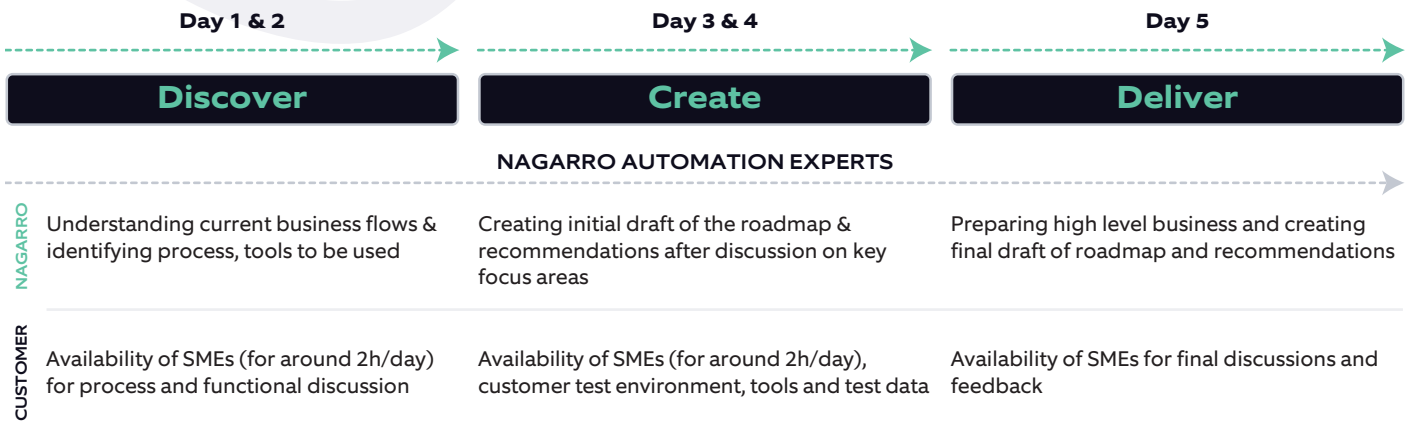 Day 1 & 2
Day 3 & 4
Day 5
Discover
Create
Deliver
NAGARRO AUTOMATION EXPERTS
NAGARRO
Understanding current business flows &
identifying process, tools to be used
Creating initial draft of the roadmap &
recommendations after discussion on key
focus areas
Preparing high level business and creating
final draft of roadmap and recommendations
CUSTOMER
Availability of SMEs (for around 2h/day)
for process and functional discussion
Availability of SMEs (for around 2h/day),
customer test environment, tools and test data
Availability of SMEs for final discussions and
feedback